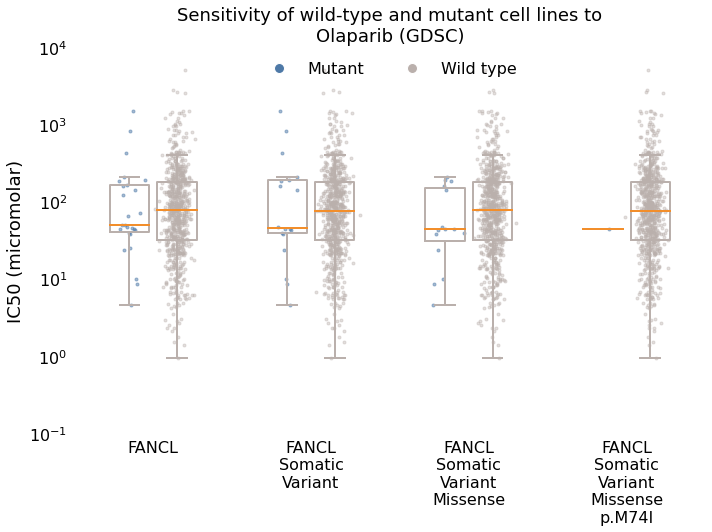 Sensitivity of wild-type and mutant cell lines to
Olaparib (GDSC)
Mutant
Wild type
IC50 (micromolar)
10⁴
10³
10²
10¹
10⁰
10⁻¹
FANCL
FANCL
Somatic
Variant
FANCL
Somatic
Variant
Missense
FANCL
Somatic
Variant
Missense
p.M74I